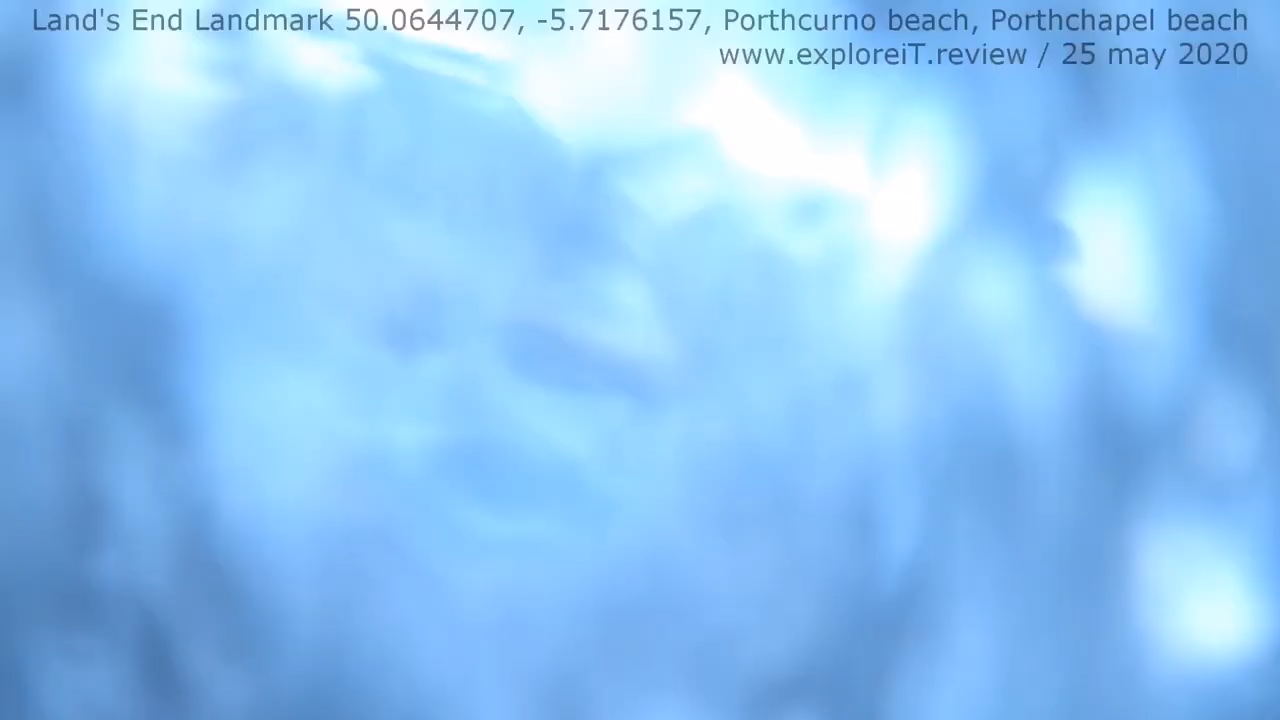 Land's End Landmark 50.0644707, -5.7176157, Porthcurno beach, Porthchapel beach
www.exploreiT.review / 25 may 2020